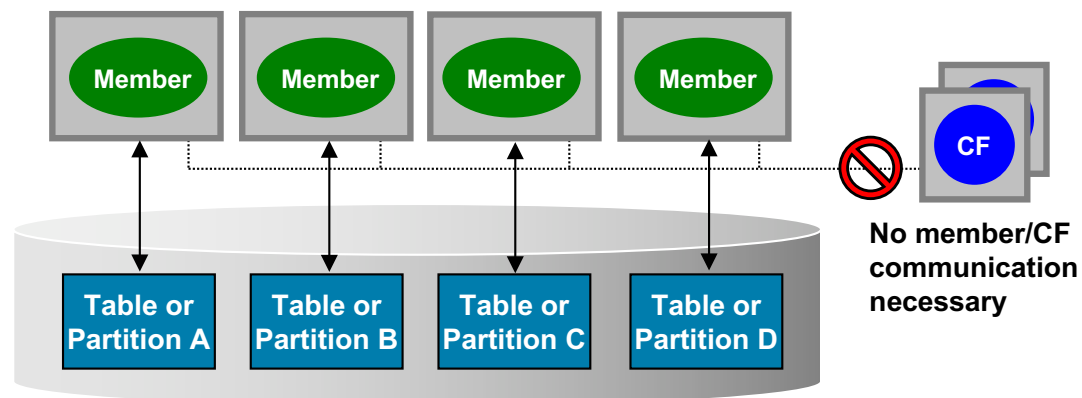 Member
Member
Member
Member
CF
No member/CF
communication
necessary
Table or
Partition A
Table or
Partition B
Table or
Partition C
Table or
Partition D